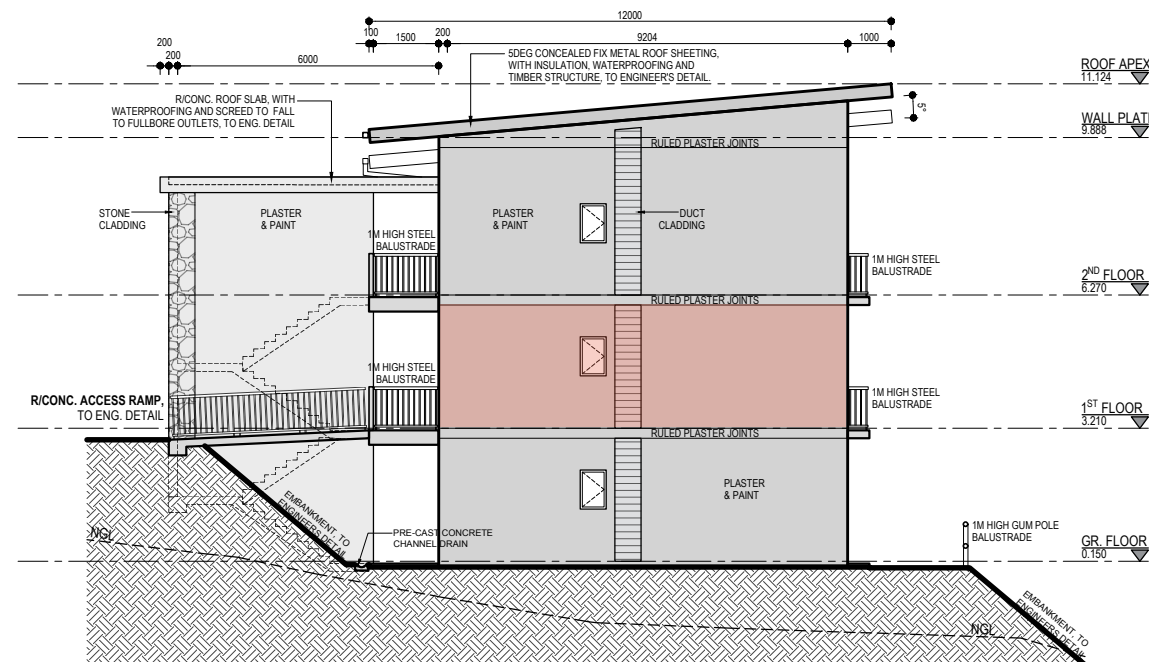 12000
100
1500
200
9204
1000
200
200
6000
5DEG CONCEALED FIX METAL ROOF SHEETING,
WITH INSULATION, WATERPROOFING AND
TIMBER STRUCTURE, TO ENGINEER'S DETAIL.
ROOF APEX
11.124
R/CONC. ROOF SLAB, WITH
WATERPROOFING AND SCREED TO FALL
TO FULLBORE OUTLETS, TO ENG. DETAIL
5°
WALL PLATE
9.888
RULED PLASTER JOINTS
STONE
CLADDING
PLASTER
& PAINT
PLASTER
& PAINT
DUCT
CLADDING
1M HIGH STEEL
BALUSTRADE
1M HIGH STEEL
BALUSTRADE
2ND FLOOR
6.270
RULED PLASTER JOINTS
1M HIGH STEEL
BALUSTRADE
1M HIGH STEEL
BALUSTRADE
R/CONC. ACCESS RAMP,
TO ENG. DETAIL
1ST FLOOR
3.210
RULED PLASTER JOINTS
PLASTER
& PAINT
EMBANKMENT, TO
ENGINEERS DETAIL
PRE-CAST CONCRETE
CHANNEL DRAIN
NGL
1M HIGH GUM POLE
BALUSTRADE
GR. FLOOR
0.150
EMBANKMENT, TO
ENGINEERS DETAIL
NGL